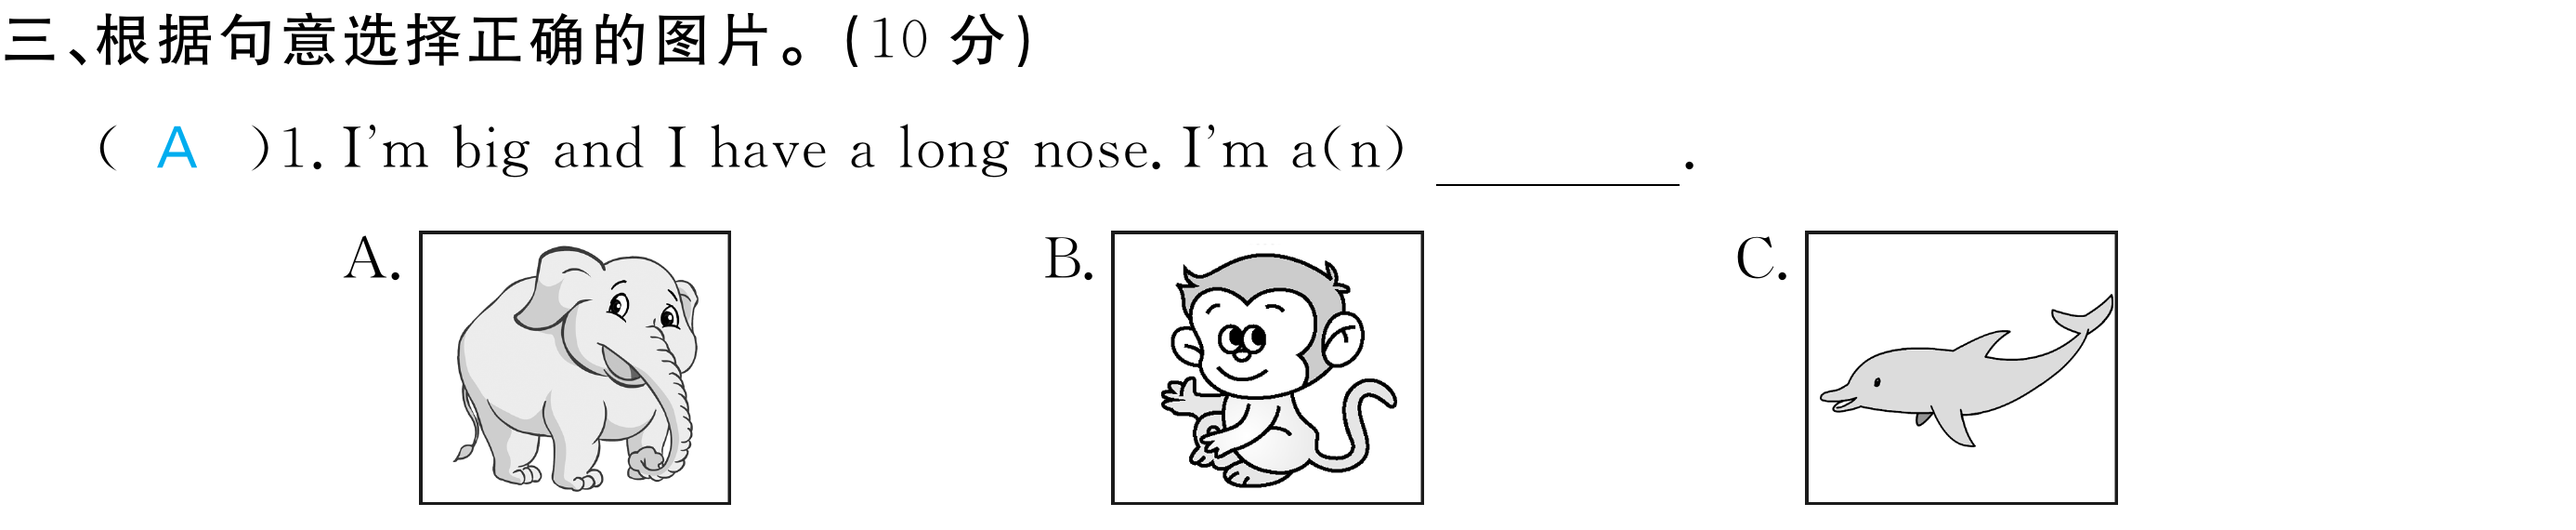 三、根据句意选择正确的图片。(10 分)
( A )1. I'm big and I have a long nose. I'm a(n) ________.
A. B. C.